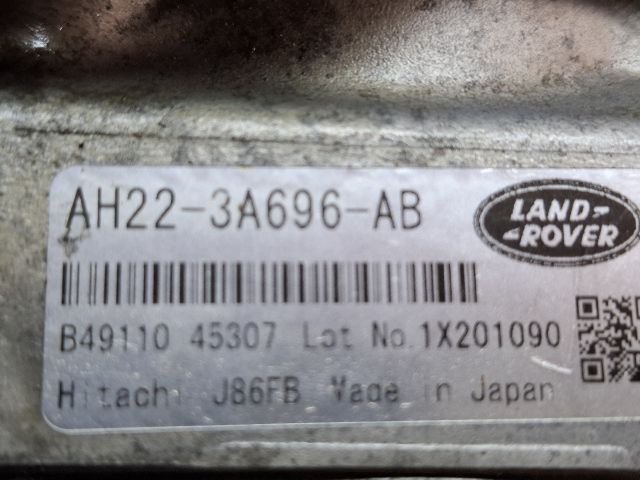 AH22-3A696-AB
LAND-
-ROVER
B49110 45307 Lot No.1X201090
Hitachi J86FB Made in Japan